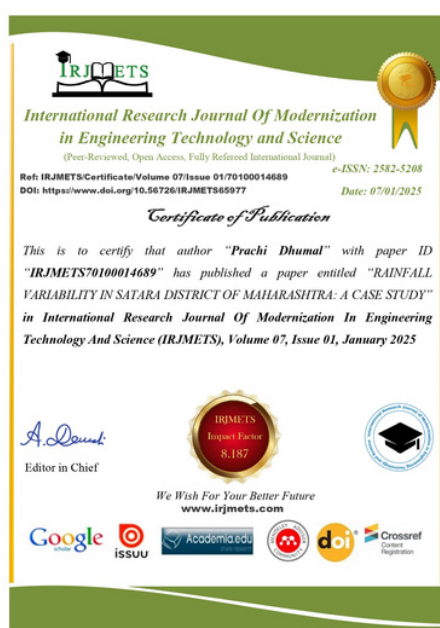 IRJMETS
International Research Journal Of Modernization
in Engineering Technology and Science
(Peer-Reviewed, Open Access, Fully Refereed International Journal)
e-ISSN: 2582-5208
Ref: IRJMETS/Certificate/Volume 07/Issue 01/70100014689
DOI: https://www.doi.org/10.56726/IRJMETS65977
Date: 07/01/2025
Certificate of Publication
This is to certify that author “Prachi Dhumal” with paper ID
“IRJMETS70100014689” has published a paper entitled “RAINFALL
VARIABILITY IN SATARA DISTRICT OF MAHARASHTRA: A CASE STUDY”
in International Research Journal Of Modernization In Engineering
Technology And Science (IRJMETS), Volume 07, Issue 01, January 2025
IRJMETS
Impact Factor
8.187
Editor in Chief
We Wish For Your Better Future
www.irjmets.com
Google
scholar
issuu
Academia.edu
MENDELEY ADVISOR
COMMUNITY
doi
Crossref
Content
Registration